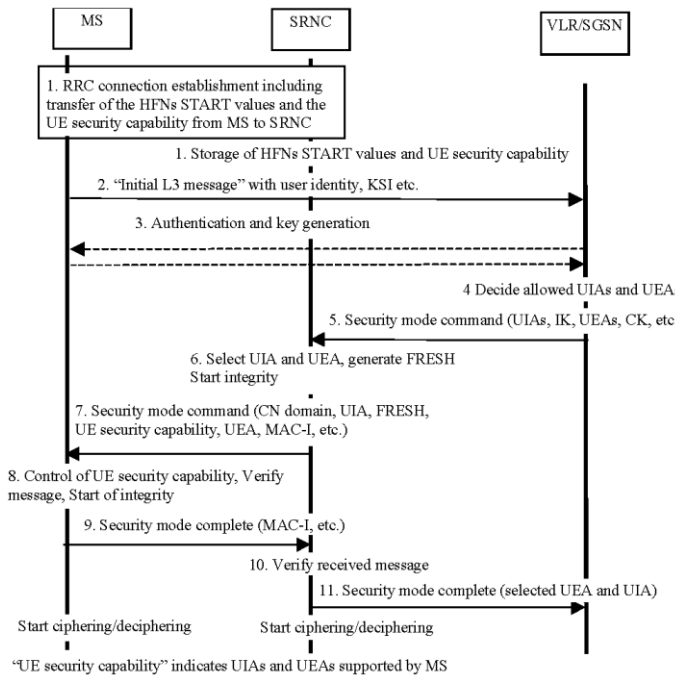 MS
SRNC
VLR/SGSN
1. RRC connection establishment including
transfer of the HFNs START values and the
UE security capability from MS to SRNC
1. Storage of HFNs START values and UE security capability
2. “Initial L3 message” with user identity, KSI etc.
3. Authentication and key generation
4 Decide allowed UIAs and UEAs
5. Security mode command (UIAs, IK, UEAs, CK, etc
6. Select UIA and UEA, generate FRESH
Start integrity
7. Security mode command (CN domain, UIA, FRESH,
UE security capability, UEA, MAC-I, etc.)
8. Control of UE security capability, Verify
message, Start of integrity
9. Security mode complete (MAC-I, etc.)
10. Verify received message
11. Security mode complete (selected UEA and UIA)
Start ciphering/deciphering
Start ciphering/deciphering
“UE security capability” indicates UIAs and UEAs supported by MS